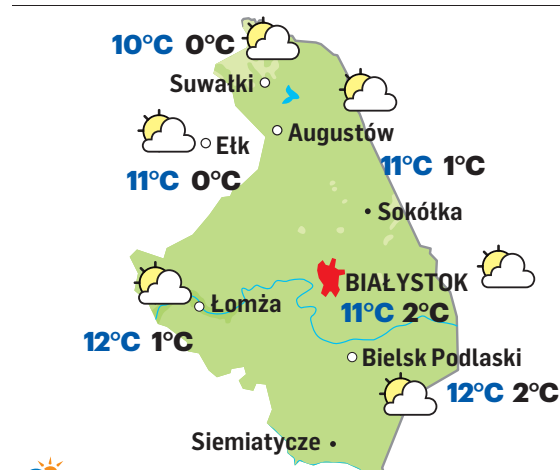 10°C 0°C
Suwałki
Augustów
Ełk
11°C 0°C
11°C 1°C
Sokółka
BIAŁYSTOK
11°C 2°C
Łomża
12°C 1°C
Bielsk Podlaski
12°C 2°C
Siemiatycze